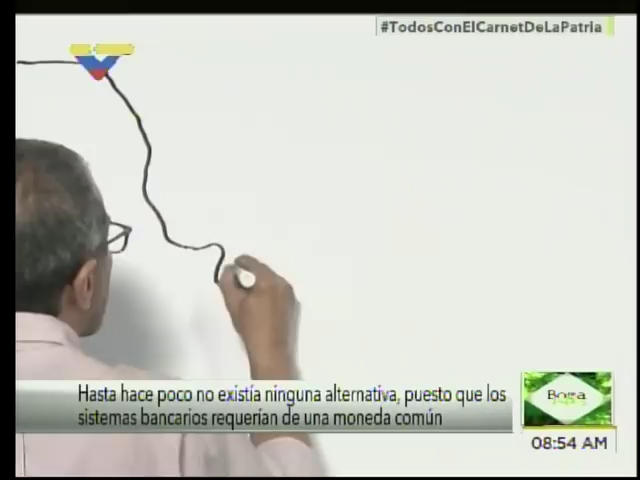 #TodosConElCarnetDeLaPatria
Hasta hace poco no existía ninguna alternativa, puesto que los
sistemas bancarios requerían de una moneda común
08:54 AM